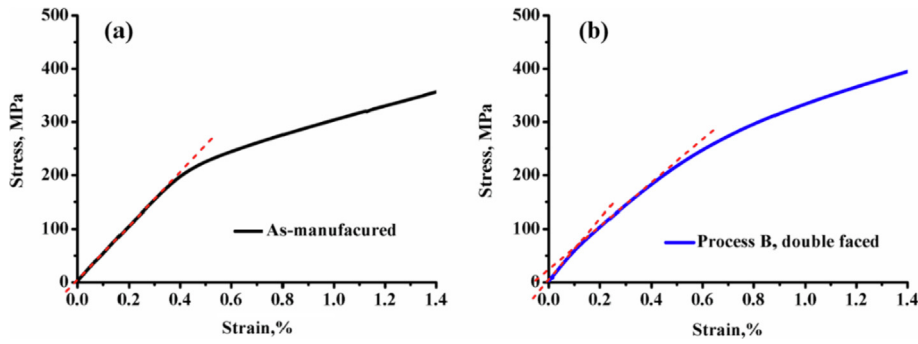 (a)
500
400
300
200
100
0
Stress, MPa
As-manufacured
0.0 0.2 0.4 0.6 0.8 1.0 1.2 1.4
Strain,%
(b)
500
400
300
200
100
0
Stress, MPa
Process B, double faced
0.0 0.2 0.4 0.6 0.8 1.0 1.2 1.4
Strain,%